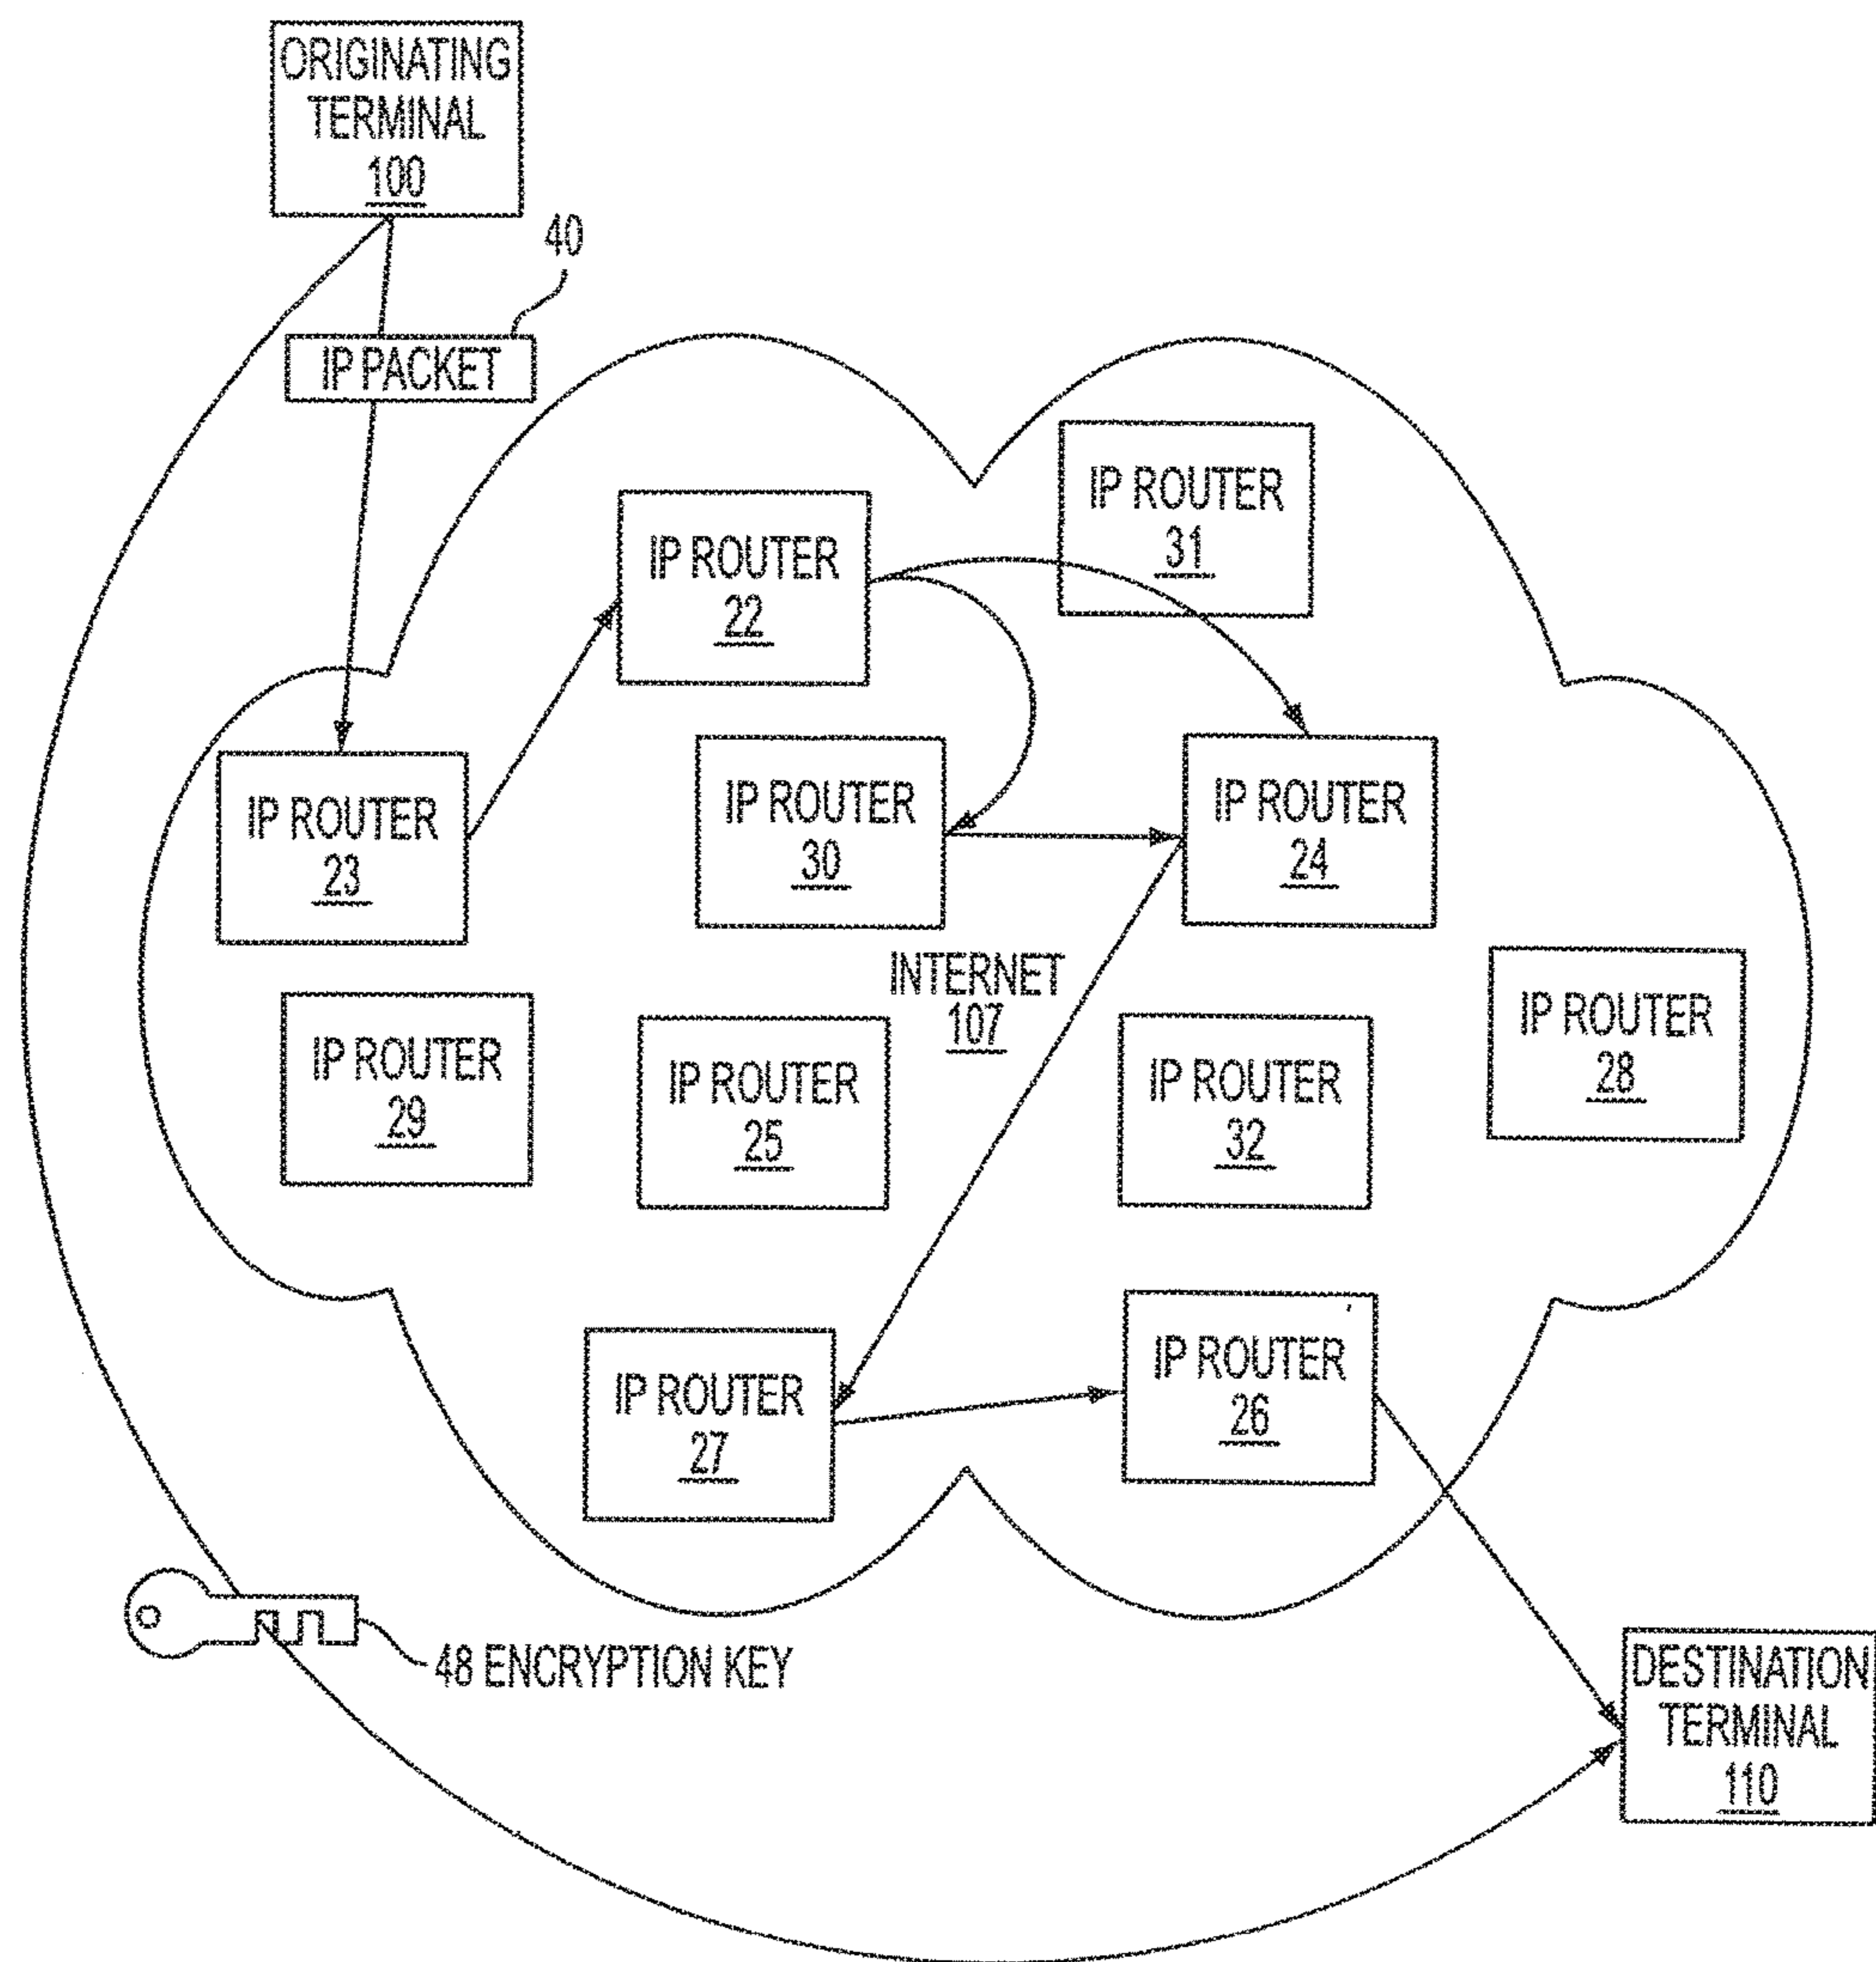 ORIGINATING
TERMINAL
100
40
IP PACKET
IP ROUTER
31
IP ROUTER
22
IP ROUTER
23
IP ROUTER
30
IP ROUTER
24
INTERNET
107
IP ROUTER
28
IP ROUTER
29
IP ROUTER
25
IP ROUTER
32
IP ROUTER
27
IP ROUTER
26
48 ENCRYPTION KEY
DESTINATION
TERMINAL
110